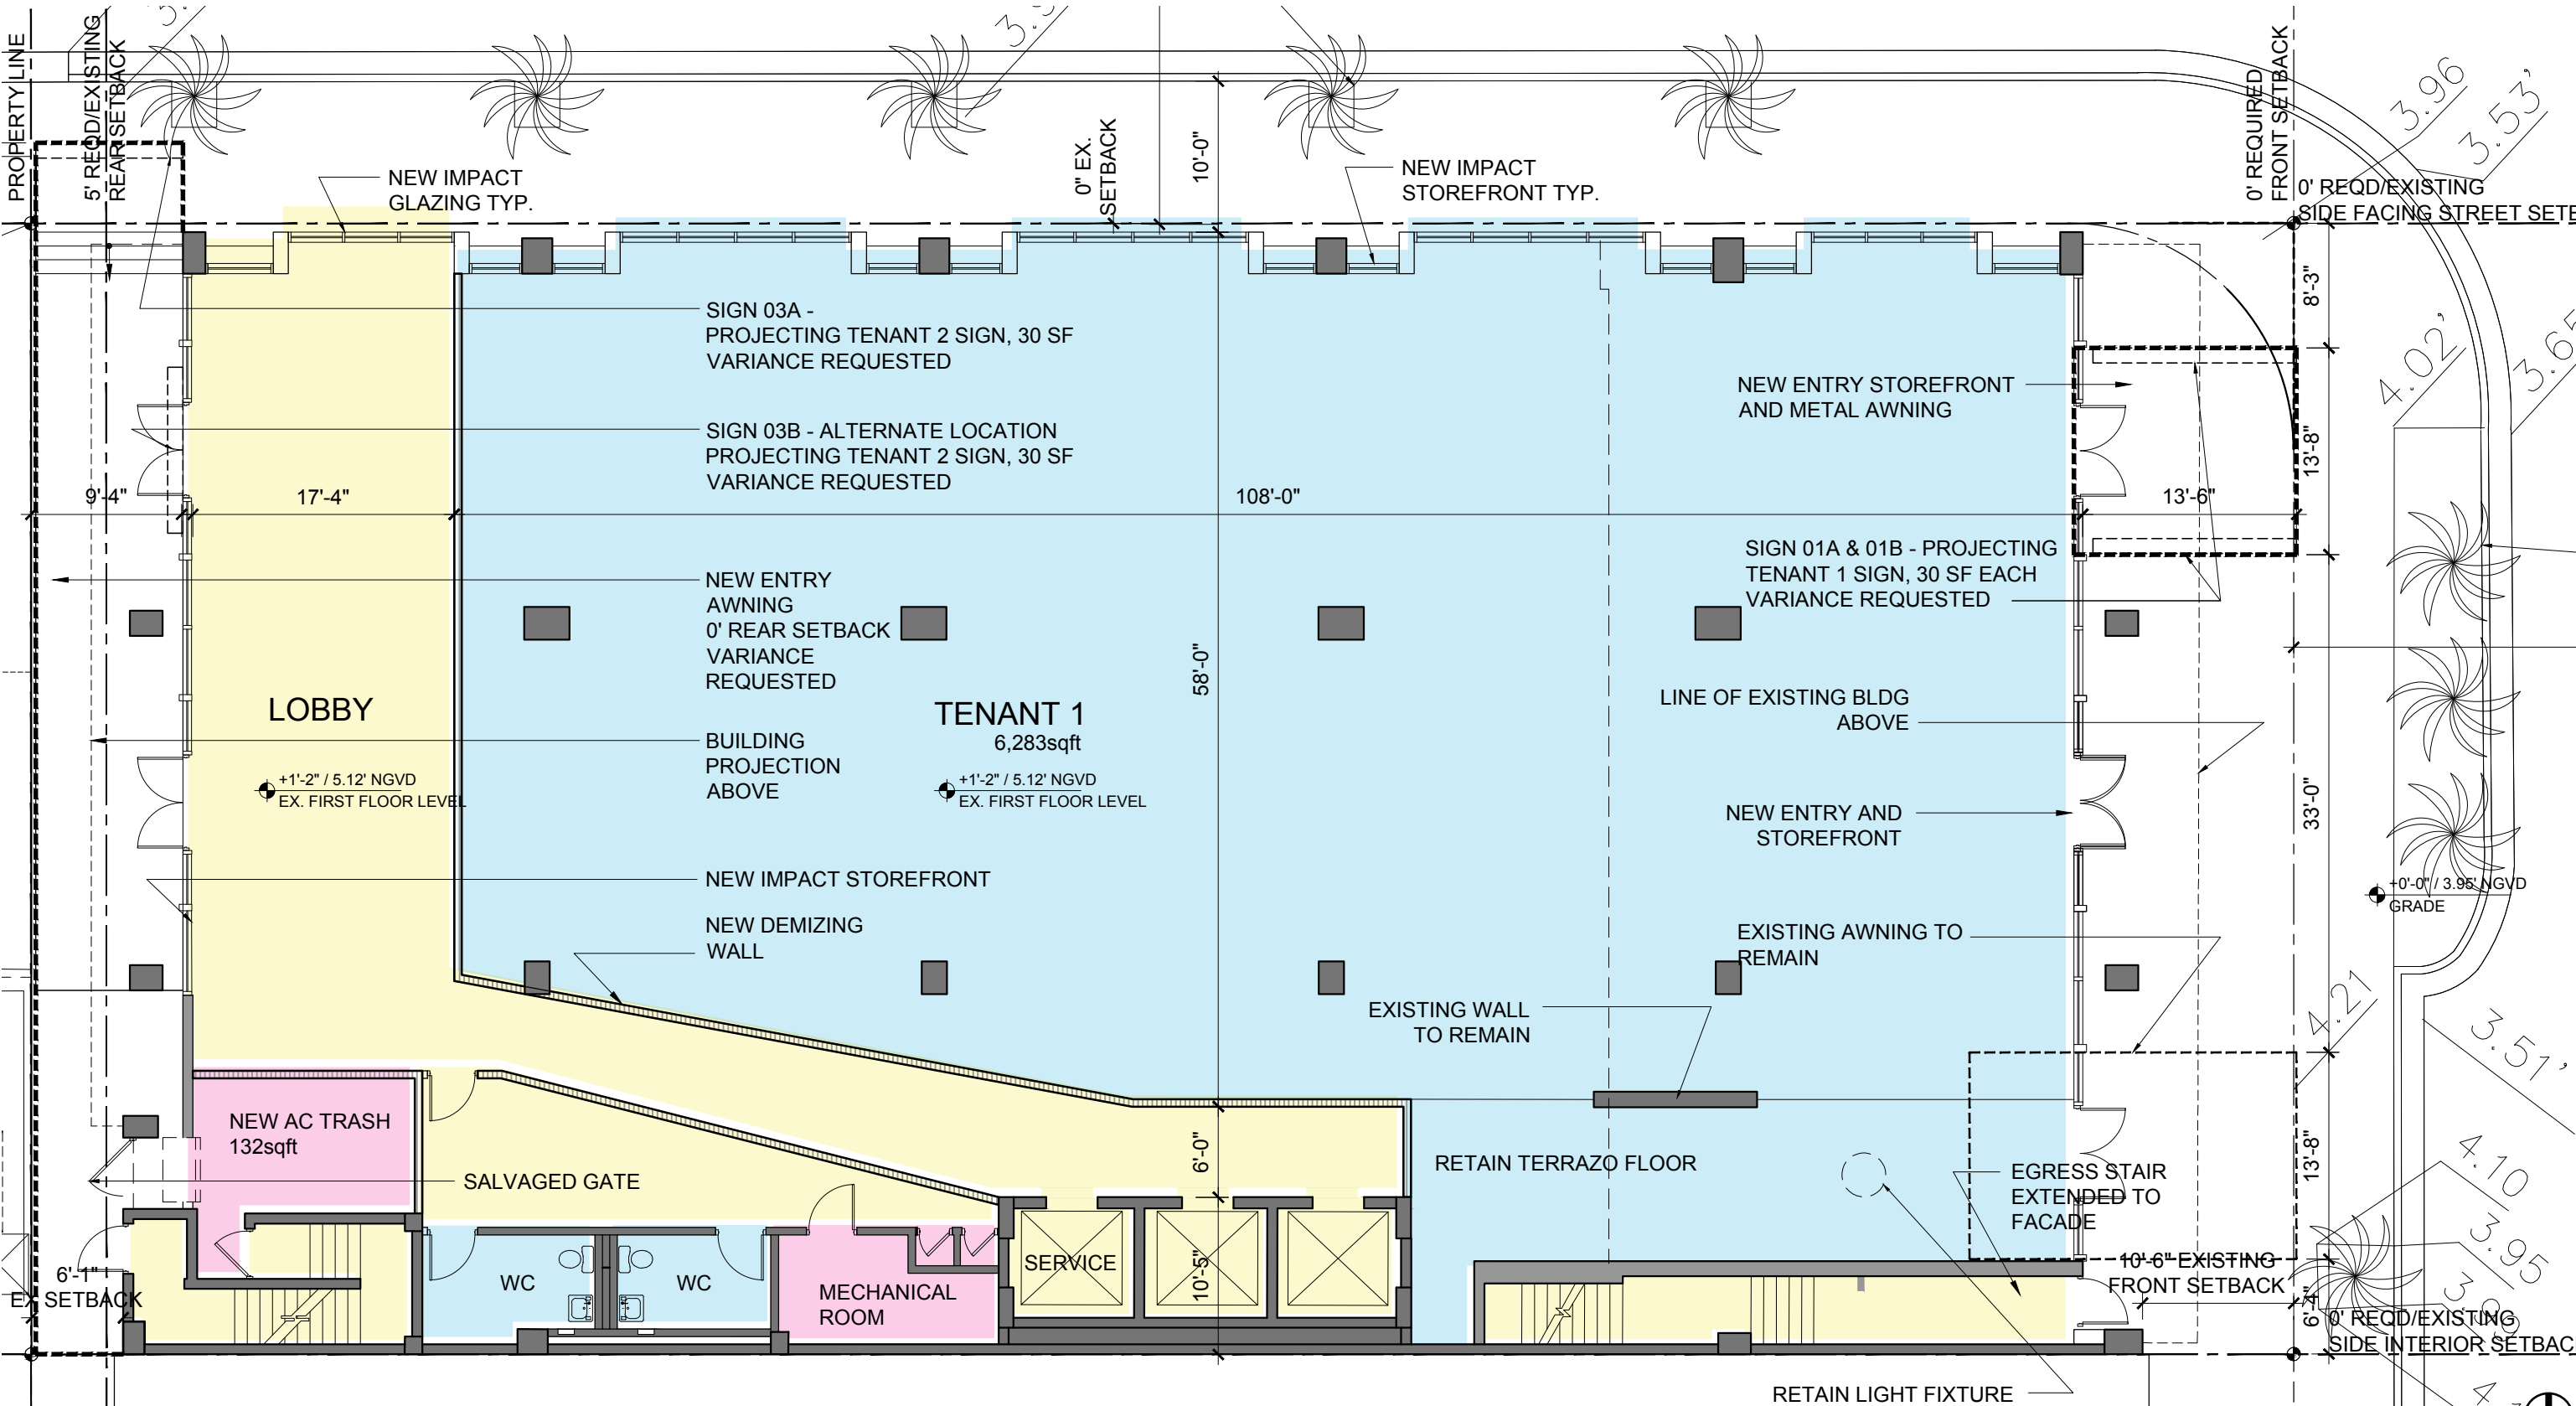 PROPERTY LINE
5' REQD/EXISTING
REAR SETBACK
NEW IMPACT
GLAZING TYP.
0" EX.
SETBACK
10'-0"
NEW IMPACT
STOREFRONT TYP.
0' REQUIRED
FRONT SETBACK
3.96
3.53'
0' REQD/EXISTING
SIDE FACING STREET SETB
8'-3"
SIGN 03A -
PROJECTING TENANT 2 SIGN, 30 SF
VARIANCE REQUESTED
SIGN 03B - ALTERNATE LOCATION
PROJECTING TENANT 2 SIGN, 30 SF
VARIANCE REQUESTED
NEW ENTRY STOREFRONT
AND METAL AWNING
4.02'
3.65
13'-8"
9'-4"
17'-4"
108'-0"
13'-6"
SIGN 01A & 01B - PROJECTING
TENANT 1 SIGN, 30 SF EACH
VARIANCE REQUESTED
NEW ENTRY
AWNING
0' REAR SETBACK
VARIANCE
REQUESTED
58'-0"
LOBBY
TENANT 1
6,283sqft
LINE OF EXISTING BLDG
ABOVE
BUILDING
PROJECTION
ABOVE
+1'-2" / 5.12' NGVD
EX. FIRST FLOOR LEVEL
+1'-2" / 5.12' NGVD
EX. FIRST FLOOR LEVEL
NEW ENTRY AND
STOREFRONT
33'-0"
NEW IMPACT STOREFRONT
+0'-0" / 3.95' NGVD
GRADE
NEW DEMIZING
WALL
EXISTING AWNING TO
REMAIN
EXISTING WALL
TO REMAIN
4.21
3.51'
NEW AC TRASH
132sqft
SALVAGED GATE
6'-0"
RETAIN TERRAZO FLOOR
EGRESS STAIR
EXTENDED TO
FACADE
13'-8"
4.10
3.95
6'-1"
EX. SETBACK
WC
WC
MECHANICAL
ROOM
SERVICE
10'-5"
10'-6" EXISTING
FRONT SETBACK
6'-4"
0' REQD/EXISTING
SIDE INTERIOR SETBAC
RETAIN LIGHT FIXTURE